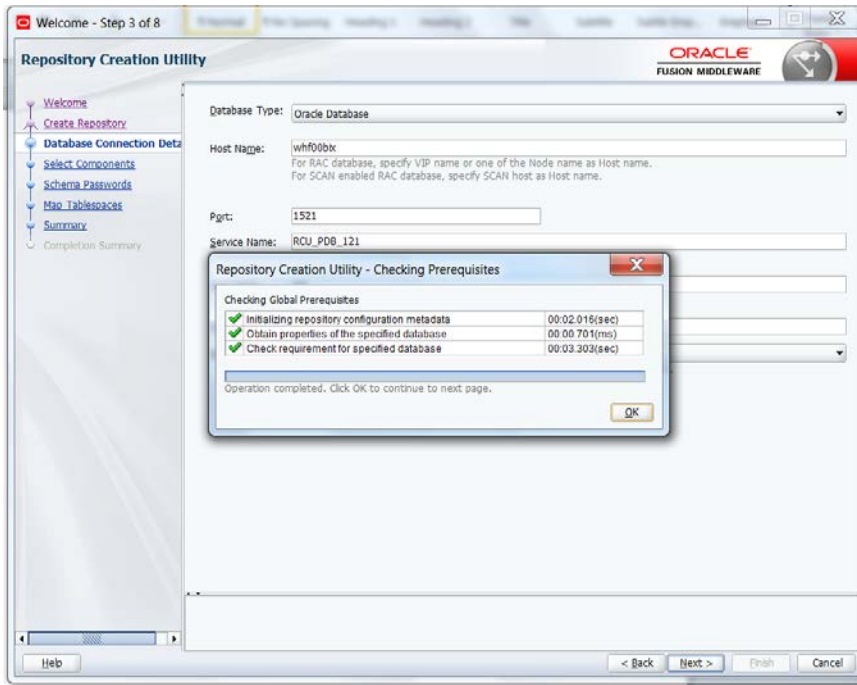 Welcome - Step 3 of 8
Repository Creation Utility
ORACLE
FUSION MIDDLEWARE
Welcome
Create Repository
Database Connection Deta
Select Components
Schema Passwords
Map Tablespaces
Summary
Completion Summary
Database Type:
Oracle Database
Host Name:
For RAC database, specify VIP name or one of the Node name as Host name.
For SCAN enabled RAC database, specify SCAN host as Host name.
Port:
1521
Service Name:
RCU_PDB_121
Repository Creation Utility - Checking Prerequisites
Checking Global Prerequisites
Initializing repository configuration metadata 00:02.016(sec)
Obtain properties of the specified database 00:00.701(ms)
Check requirement for specified database 00:03.303(sec)
Operation completed. Click OK to continue to next page.
OK
Help
< Back
Next >
Finish
Cancel